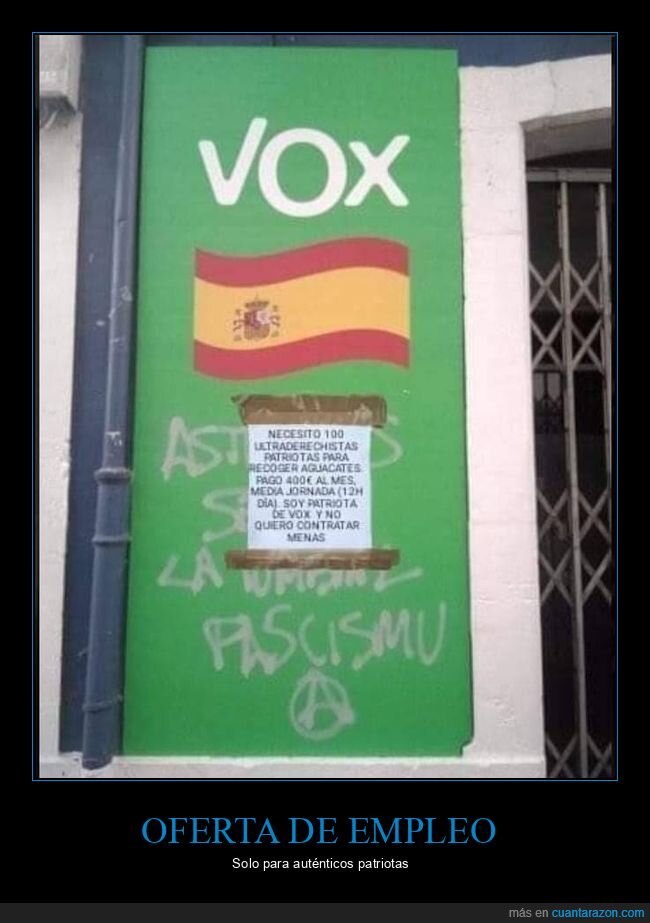 VOX
NECESITO 100
ULTRADERECHISTAS
PATRIOTAS PARA
RECOGER AGUACATES.
PAGO 400€ AL MES,
MEDIA JORNADA (12H
DÍA). SOY PATRIOTA
DE VOX Y NO
QUIERO CONTRATAR
MENAS
LA
FASCISMU
OFERTA DE EMPLEO
Solo para auténticos patriotas
más en cuantarazon.com